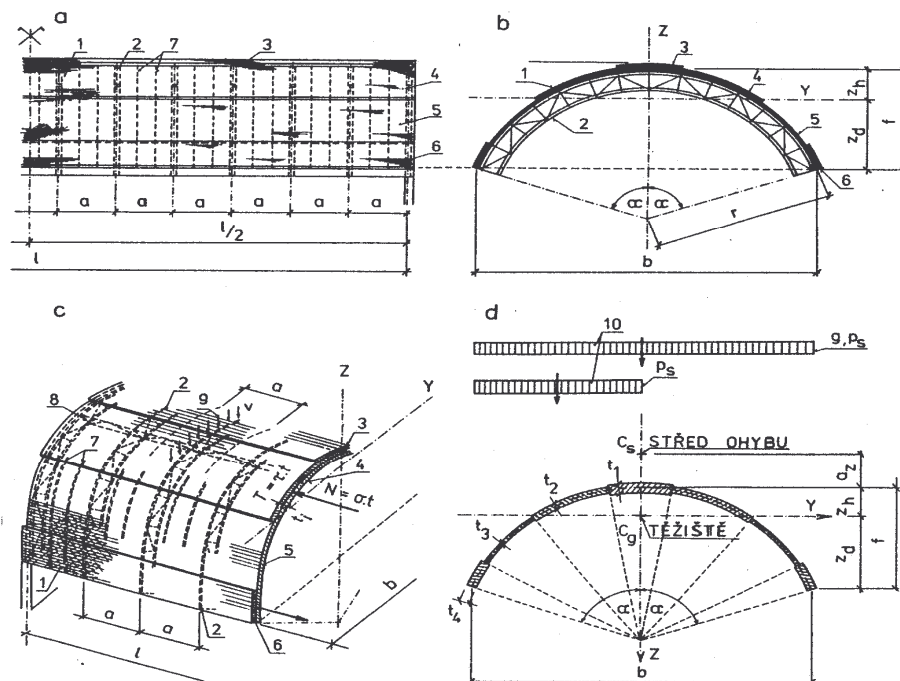 a
1 2 7 3
4
5
6
a a a a a a
l/2
l
b
Z
3
1 4
Y
2 5
6
z_h
z_d
f
α α
r
b
c
2 a Z
8 9 v Y
7 3
4
N=σ.t
5
1
a a 2
6
b
l
d
10
g,p_s
p_s
C_s STŘED OHYBU
a_z
t_1
t_2
Y
z_h
C_g TĚŽIŠTĚ
t_3
z_d
f
α α
t_4
Z
b